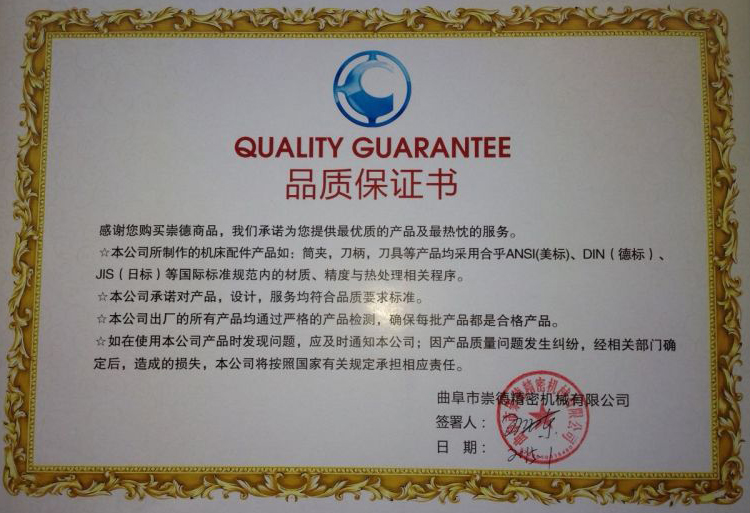 QUALITY GUARANTEE
品质保证书
感谢您购买崇德商品，我们承诺为您提供最优质的产品及最热忱的服务。
☆本公司所制作的机床配件产品如：筒夹，刀柄，刀具等产品均采用合乎ANSI(美标)、DIN（德标）、
JIS（日标）等国际标准规范内的材质、精度与热处理相关程序。
☆本公司承诺对产品，设计，服务均符合品质要求标准。
☆本公司出厂的所有产品均通过严格的产品检测，确保每批产品都是合格产品。
☆如在使用本公司产品时发现问题，应及时通知本公司；因产品质量问题发生纠纷，经相关部门确
定后，造成的损失，本公司将按照国家有关规定承担相应责任。
曲阜市崇德精密机械有限公司
签署人：
日 期：